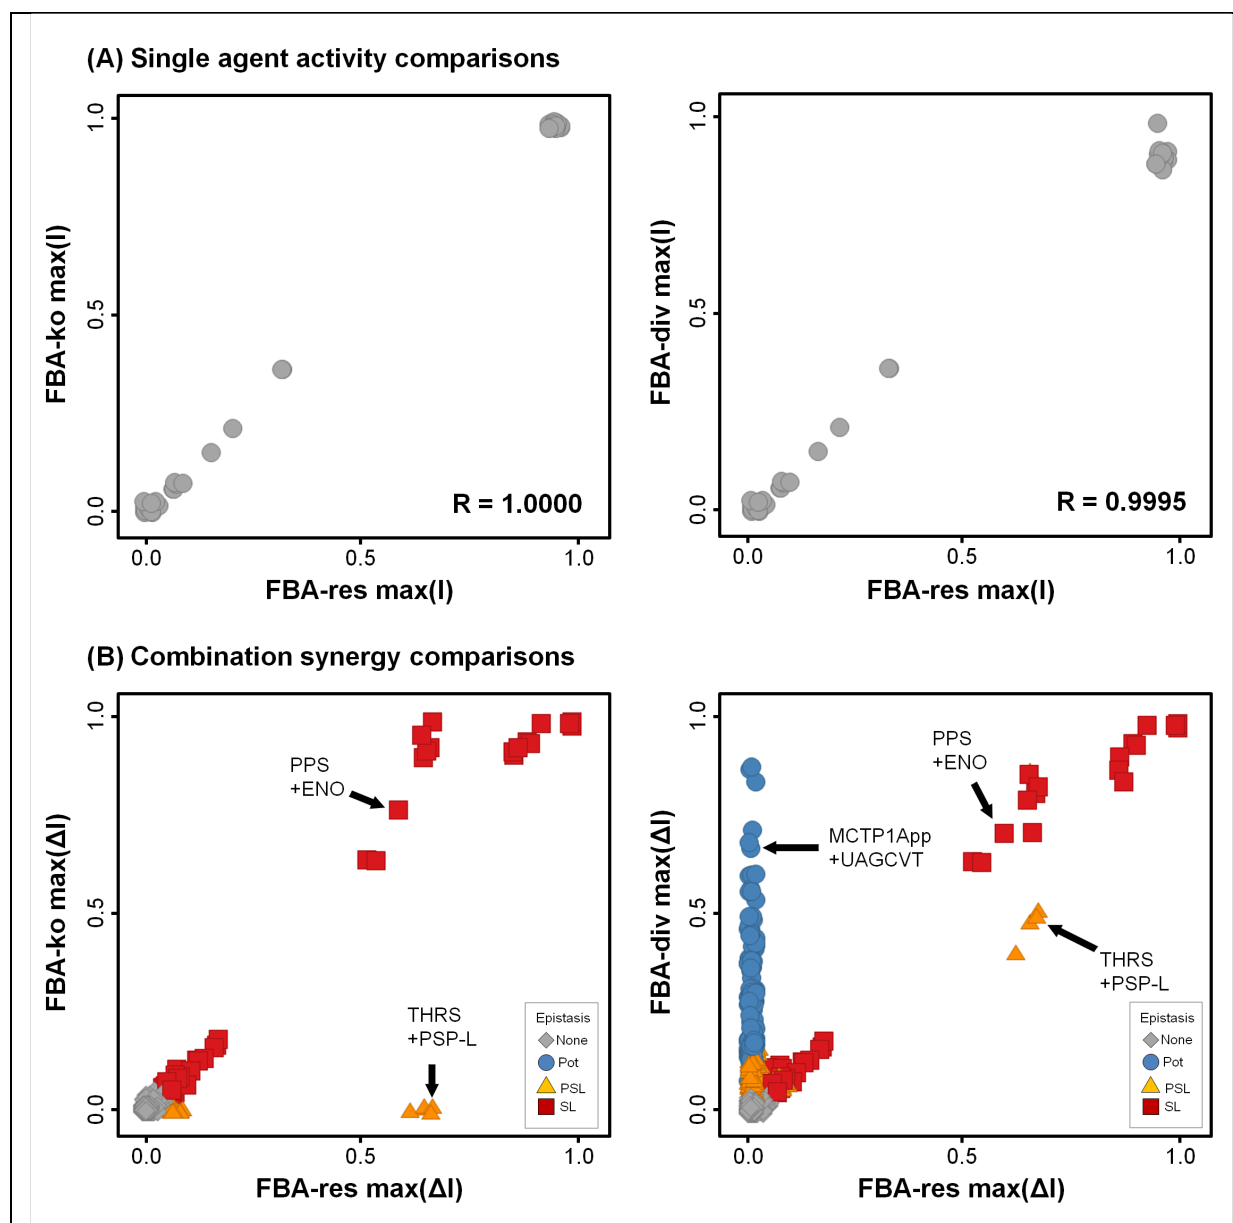 (A) Single agent activity comparisons
FBA-ko max(I)
1.0
0.5
0.0
R = 1.0000
0.0
0.5
1.0
FBA-res max(I)
FBA-div max(I)
1.0
0.5
0.0
R = 0.9995
0.0
0.5
1.0
FBA-res max(I)
(B) Combination synergy comparisons
FBA-ko max(ΔI)
1.0
0.5
0.0
PPS
+ENO
THRS
+PSP-L
Epistasis
None
Pot
PSL
SL
0.0
0.5
1.0
FBA-res max(ΔI)
FBA-div max(ΔI)
1.0
0.5
0.0
PPS
+ENO
MCTP1App
+UAGCVT
THRS
+PSP-L
Epistasis
None
Pot
PSL
SL
0.0
0.5
1.0
FBA-res max(ΔI)